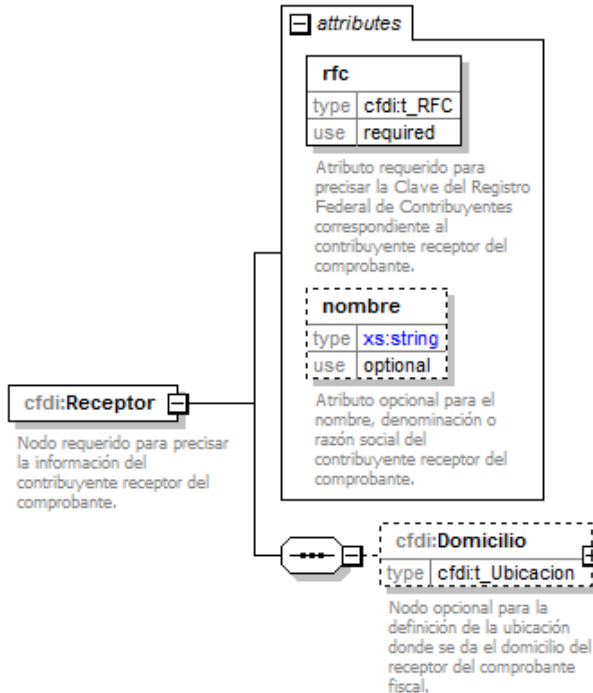 attributes
rfc
type cfdi:t_RFC
use required
Atributo requerido para
precisar la Clave del Registro
Federal de Contribuyentes
correspondiente al
contribuyente receptor del
comprobante.
nombre
type xs:string
use optional
Atributo opcional para el
nombre, denominación o
razón social del
contribuyente receptor del
comprobante.
cfdi:Receptor
Nodo requerido para precisar
la información del
contribuyente receptor del
comprobante.
cfdi:Domicilio
type cfdi:t_Ubicacion
Nodo opcional para la
definición de la ubicación
donde se da el domicilio del
receptor del comprobante
fiscal.